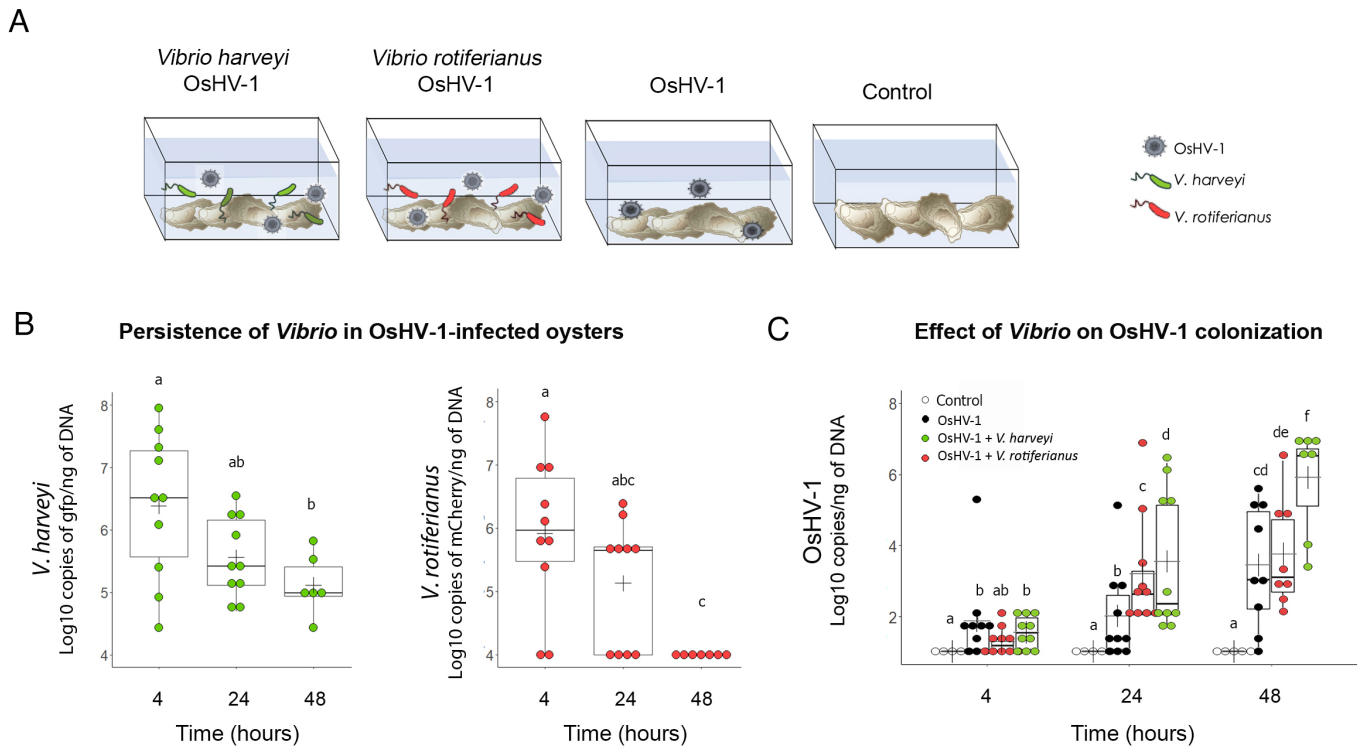 A
Vibrio harveyi
OsHV-1
Vibrio rotiferianus
OsHV-1
OsHV-1
Control
OsHV-1
V. harveyi
V. rotiferianus
B
Persistence of Vibrio in OsHV-1-infected oysters
V. harveyi
Log10 copies of gfp/ng of DNA
8
7
6
5
4
a
ab
b
4
24
48
Time (hours)
V. rotiferianus
Log10 copies of mCherry/ng of DNA
8
7
6
5
4
a
abc
c
4
24
48
Time (hours)
C
Effect of Vibrio on OsHV-1 colonization
OsHV-1
Log10 copies/ng of DNA
8
6
4
2
Control
OsHV-1
OsHV-1 + V. harveyi
OsHV-1 + V. rotiferianus
a
b
ab
b
a
b
c
d
a
cd
de
f
4
24
48
Time (hours)